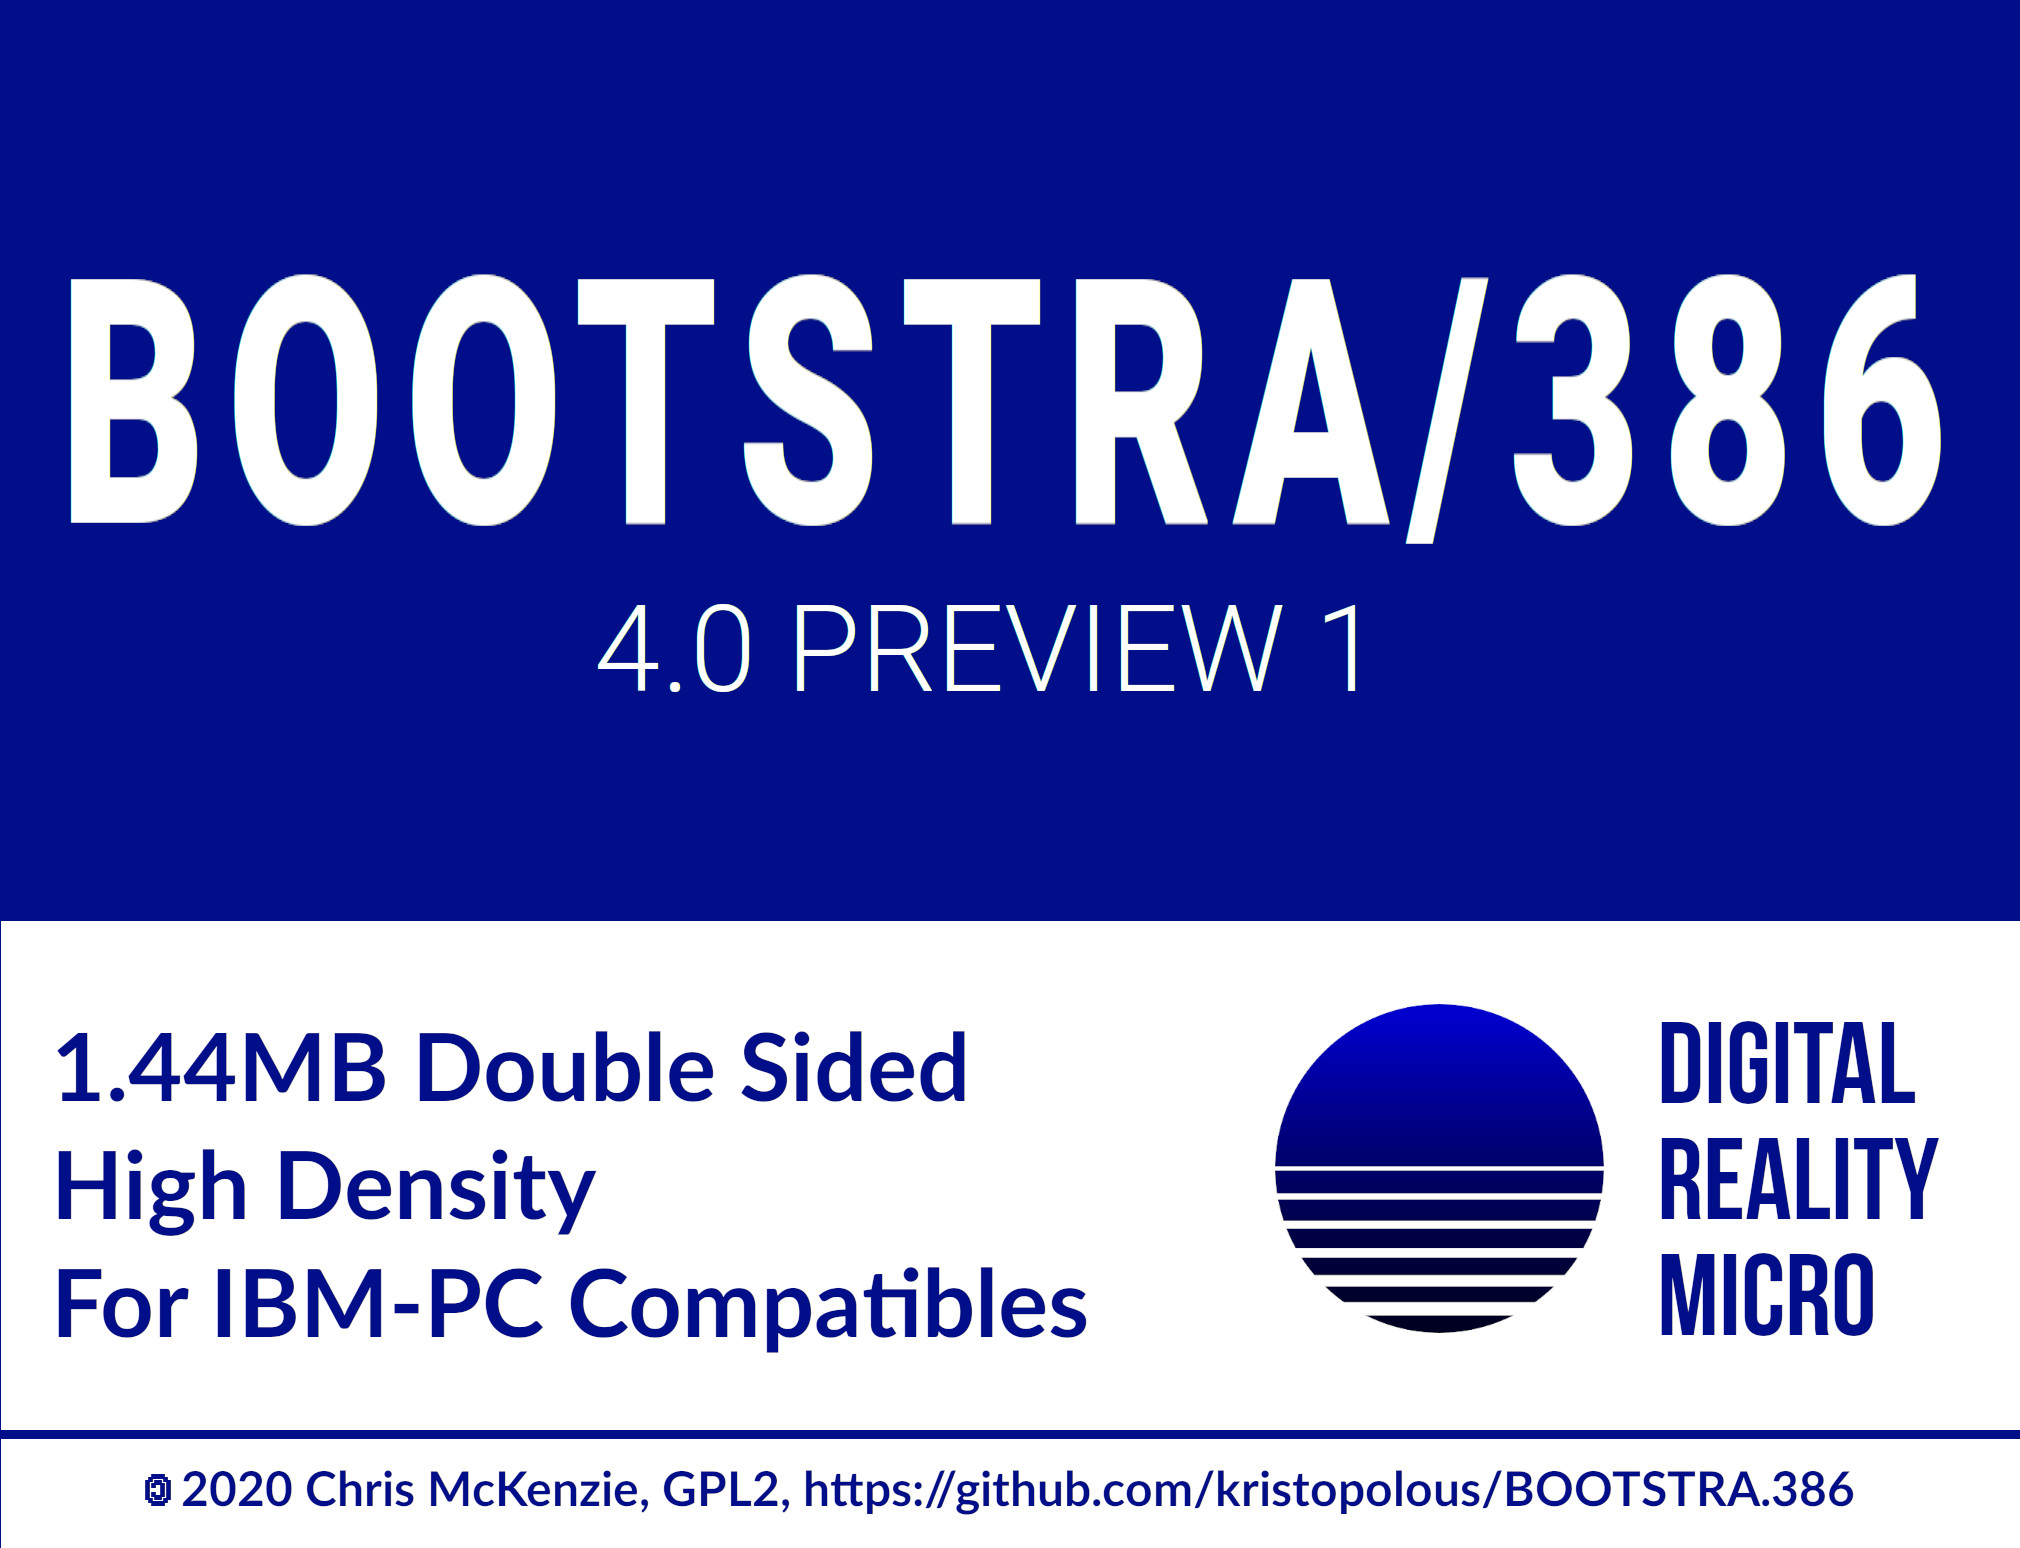 BOOTSTRA/386
4.0 PREVIEW 1
1.44MB Double Sided
High Density
For IBM-PC Compatibles
DIGITAL
REALITY
MICRO
🄯 2020 Chris McKenzie, GPL2, https://github.com/kristopolous/BOOTSTRA.386